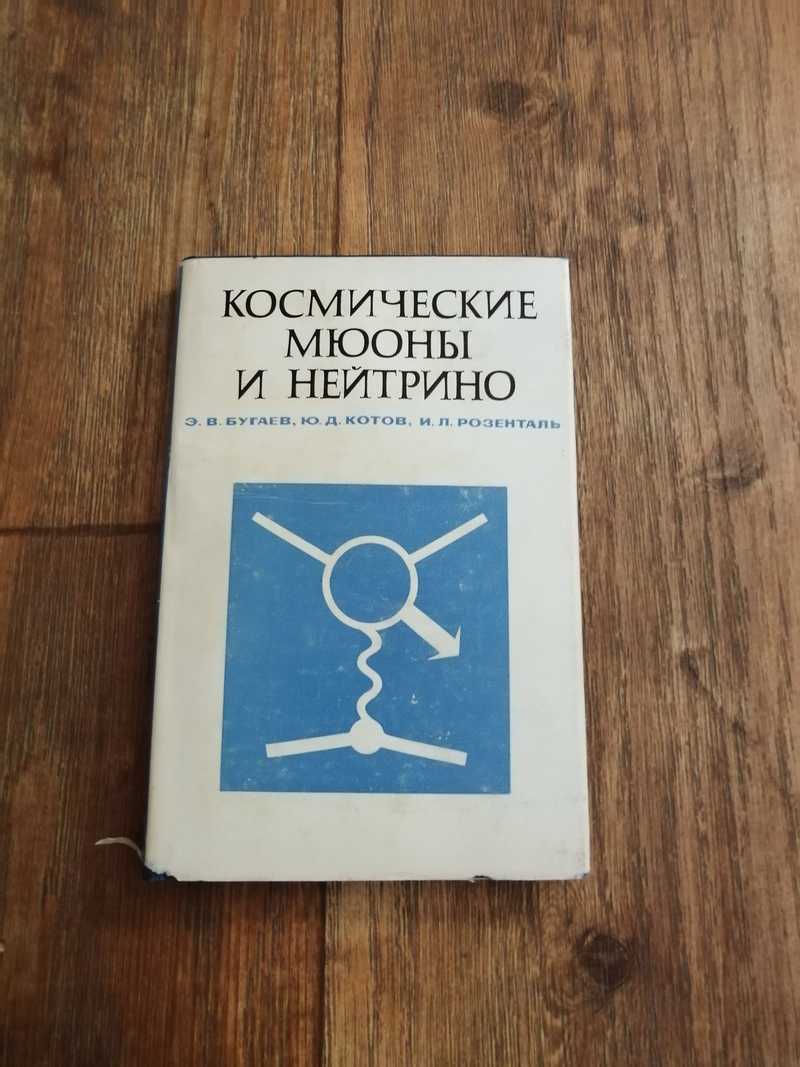 КОСМИЧЕСКИЕ
МЮОНЫ
И НЕЙТРИНО
Э. В. БУГАЕВ, Ю. Д. КОТОВ, И. Л. РОЗЕНТАЛЬ